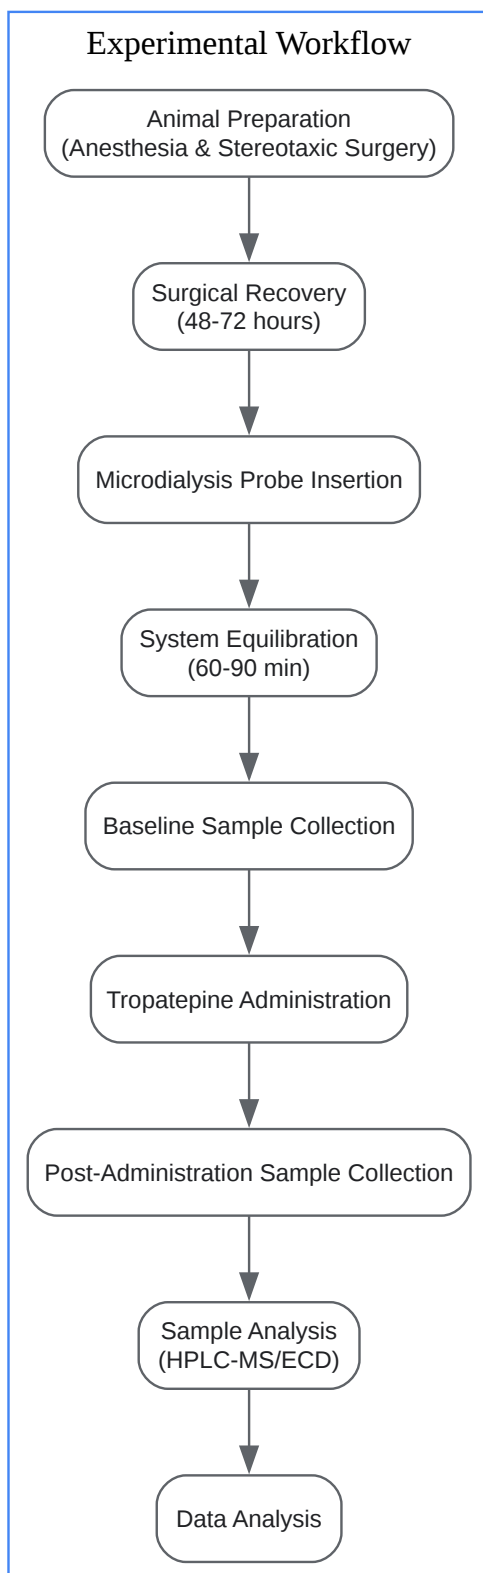 Experimental Workflow
Animal Preparation
(Anesthesia & Stereotaxic Surgery)
Surgical Recovery
(48-72 hours)
Microdialysis Probe Insertion
System Equilibration
(60-90 min)
Baseline Sample Collection
Tropatepine Administration
Post-Administration Sample Collection
Sample Analysis
(HPLC-MS/ECD)
Data Analysis